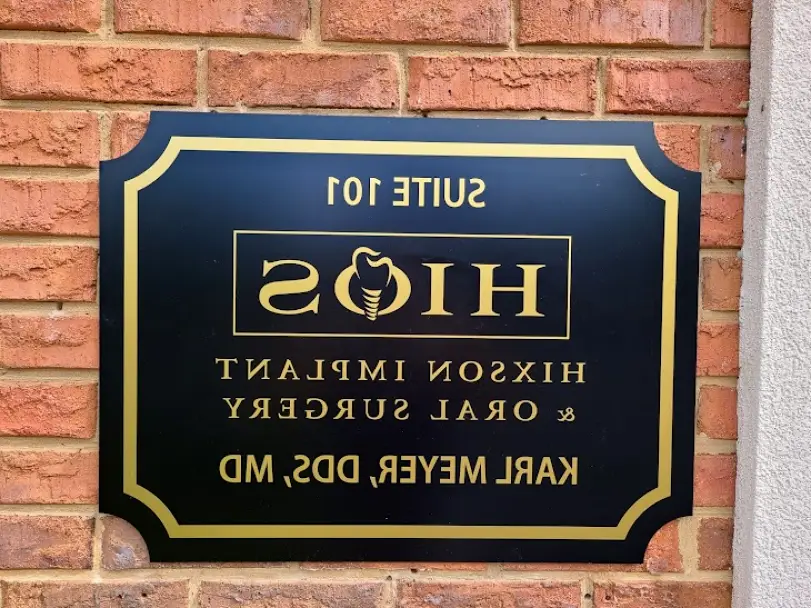 SUITE 101
HIOS
HIXSON IMPLANT
& ORAL SURGERY
KARL MEYER, DDS, MD